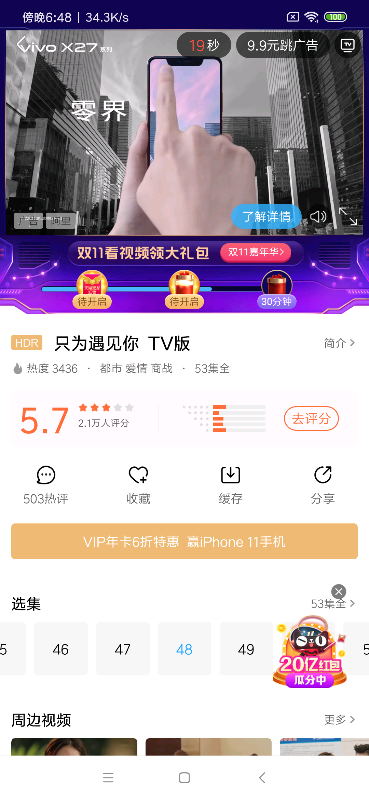 傍晚6:48 | 34.3K/s
100
vivo X27 系列
19秒
9.9元跳广告
TV
零界
广告
了解详情
双11看视频领大礼包
双11嘉年华>
待开启
待开启
30分钟
HDR 只为遇见你 TV版
简介 >
热度 3436 · 都市 爱情 商战 · 53集全
5.7
2.1万人评分
去评分
503热评
收藏
缓存
分享
VIP年卡6折特惠 赢iPhone 11手机
选集
53集全 >
5
46
47
48
49
5
20亿红包
瓜分中
周边视频
更多 >